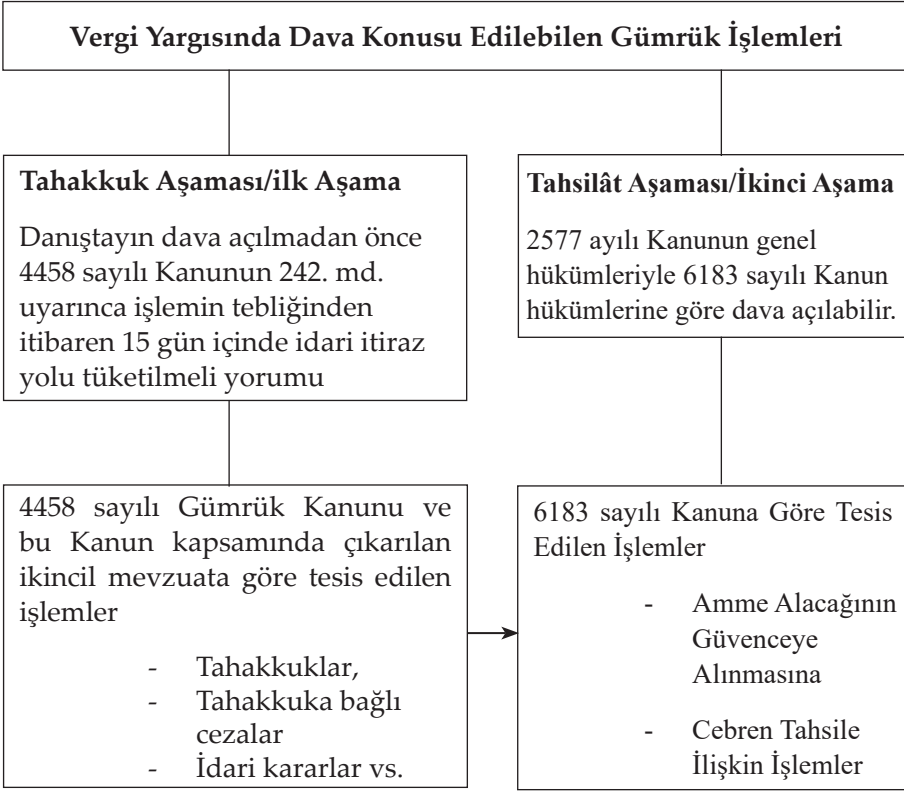 Vergi Yargısında Dava Konusu Edilebilen Gümrük İşlemleri
Tahakkuk Aşaması/ilk Aşama
Danıştayın dava açılmadan önce
4458 sayılı Kanunun 242. md.
uyarınca işlemin tebliğinden
itibaren 15 gün içinde idari itiraz
yolu tüketilmeli yorumu
Tahsilât Aşaması/İkinci Aşama
2577 ayılı Kanunun genel
hükümleriyle 6183 sayılı Kanun
hükümlerine göre dava açılabilir.
4458 sayılı Gümrük Kanunu ve
bu Kanun kapsamında çıkarılan
ikincil mevzuata göre tesis edilen
işlemler
- Tahakkuklar,
- Tahakkuka bağlı
cezalar
- İdari kararlar vs.
6183 sayılı Kanuna Göre Tesis
Edilen İşlemler
- Amme Alacağının
Güvenceye
Alınmasına
- Cebren Tahsile
İlişkin İşlemler